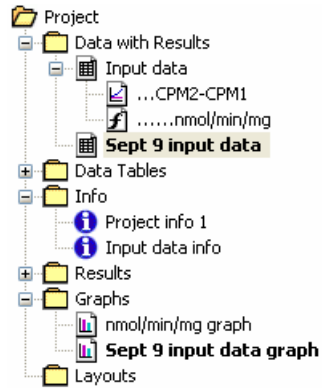 Project
Data with Results
Input data
...CPM2-CPM1
......nmol/min/mg
Sept 9 input data
Data Tables
Info
Project info 1
Input data info
Results
Graphs
nmol/min/mg graph
Sept 9 input data graph
Layouts